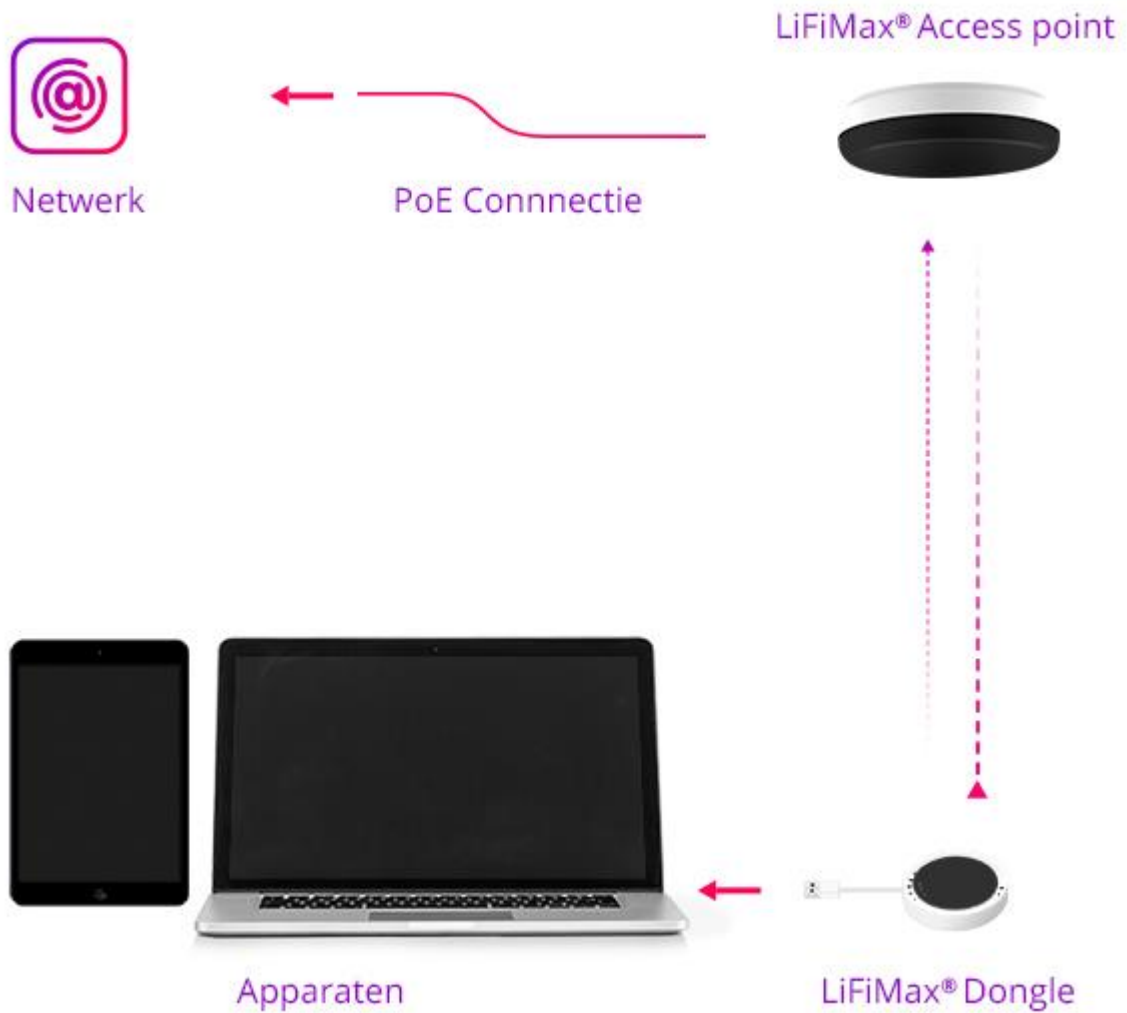 LiFiMax® Access point
Netwerk
PoE Connnectie
Apparaten
LiFiMax® Dongle